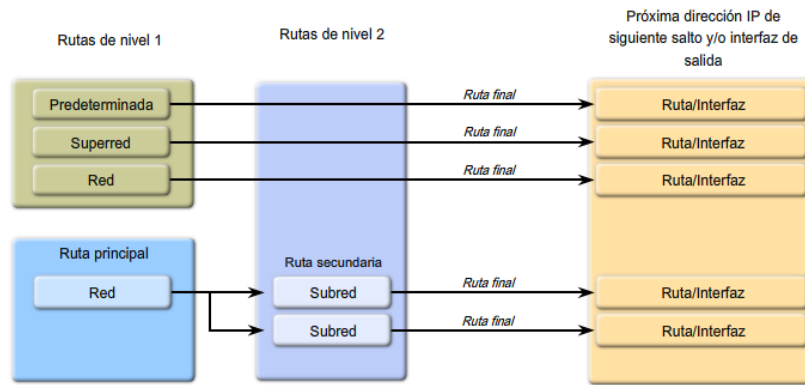 Rutas de nivel 1
Rutas de nivel 2
Próxima dirección IP de
siguiente salto y/o interfaz de
salida
Predeterminada
Ruta final
Ruta/Interfaz
Superred
Ruta final
Ruta/Interfaz
Red
Ruta final
Ruta/Interfaz
Ruta principal
Ruta secundaria
Red
Subred
Ruta final
Ruta/Interfaz
Subred
Ruta final
Ruta/Interfaz